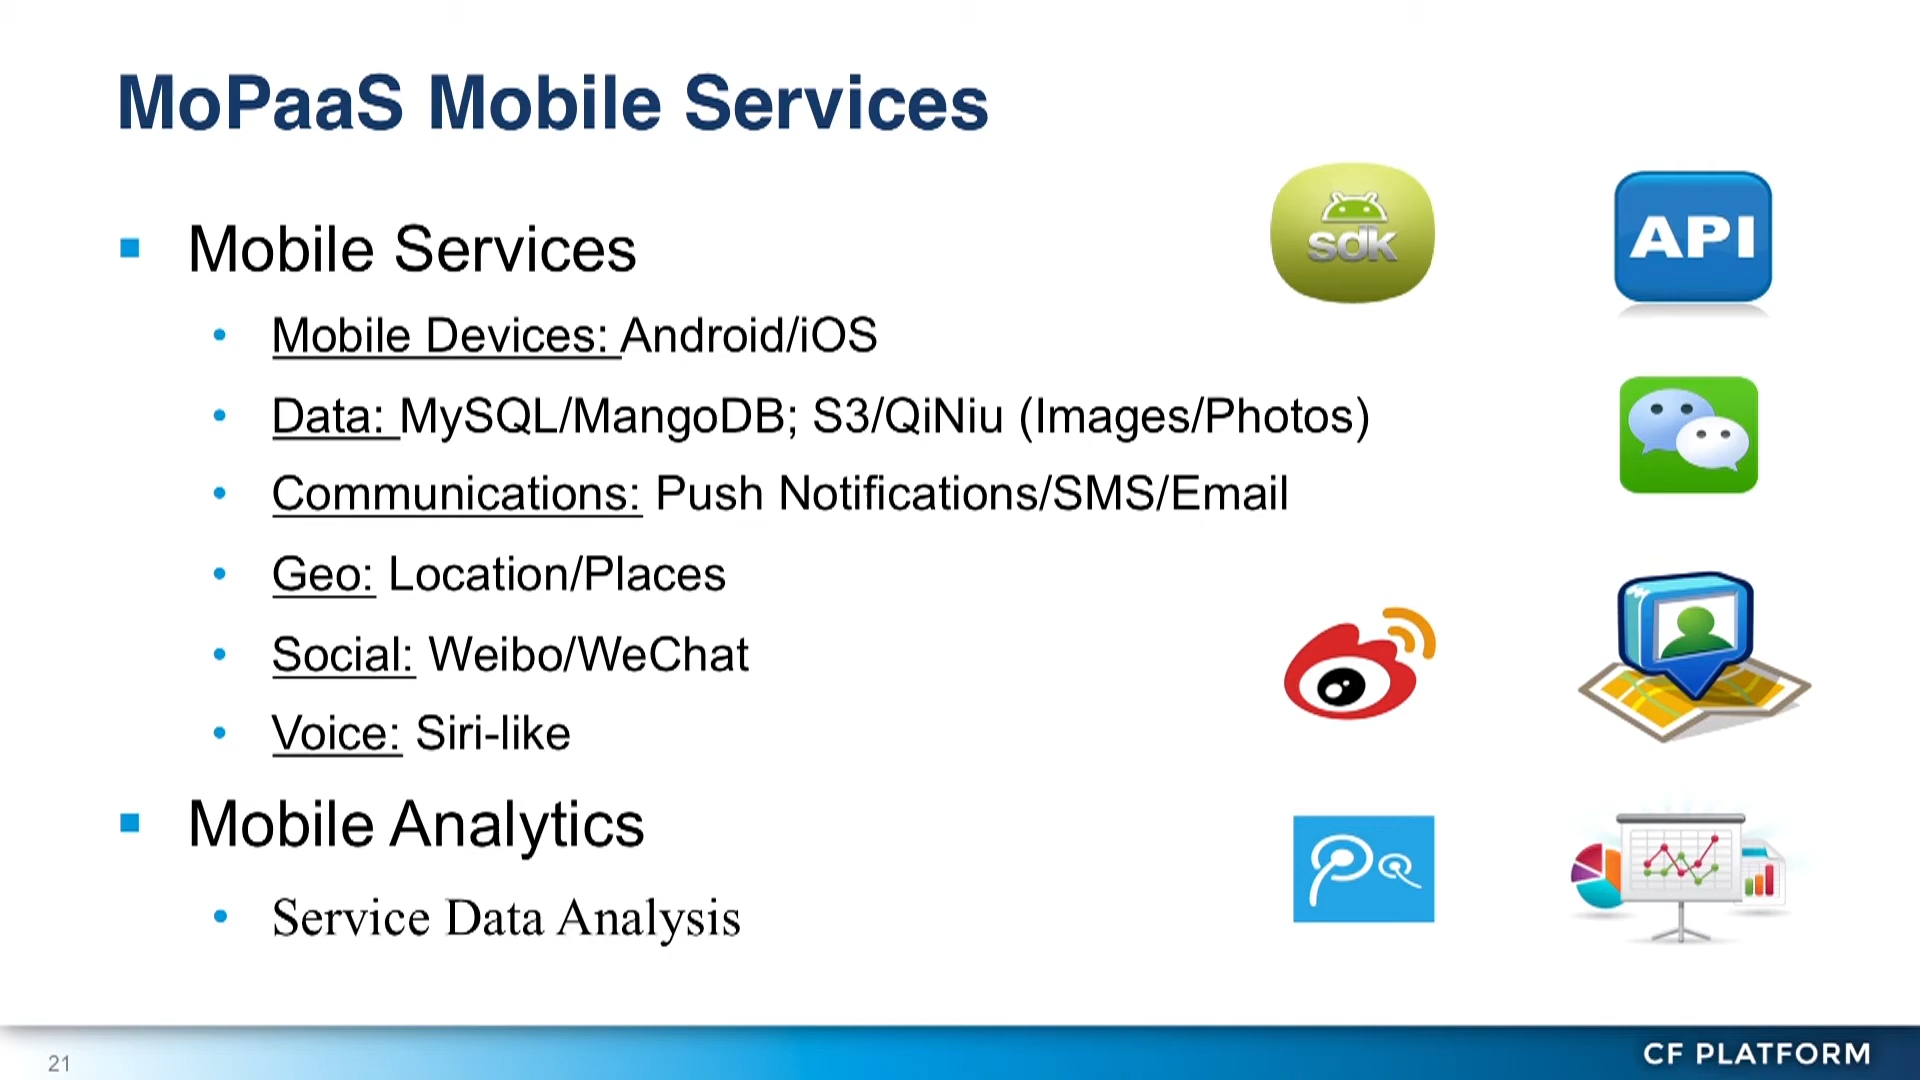 MoPaaS Mobile Services
Mobile Services
Mobile Devices: Android/iOS
Data: MySQL/MangoDB; S3/QiNiu (Images/Photos)
Communications: Push Notifications/SMS/Email
Geo: Location/Places
Social: Weibo/WeChat
Voice: Siri-like
Mobile Analytics
Service Data Analysis
sdk
API
21
CF PLATFORM